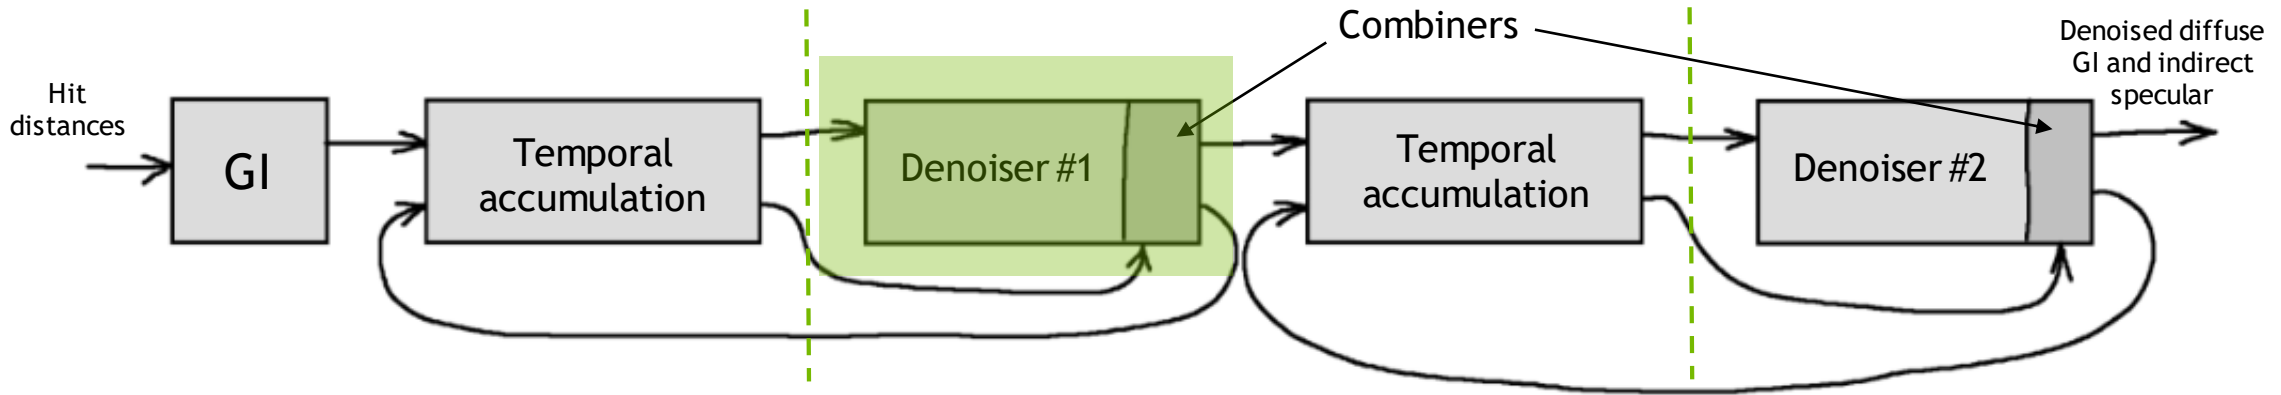 Hit
distances
GI
Temporal
accumulation
Denoiser #1
Combiners
Temporal
accumulation
Denoiser #2
Denoised diffuse
GI and indirect
specular